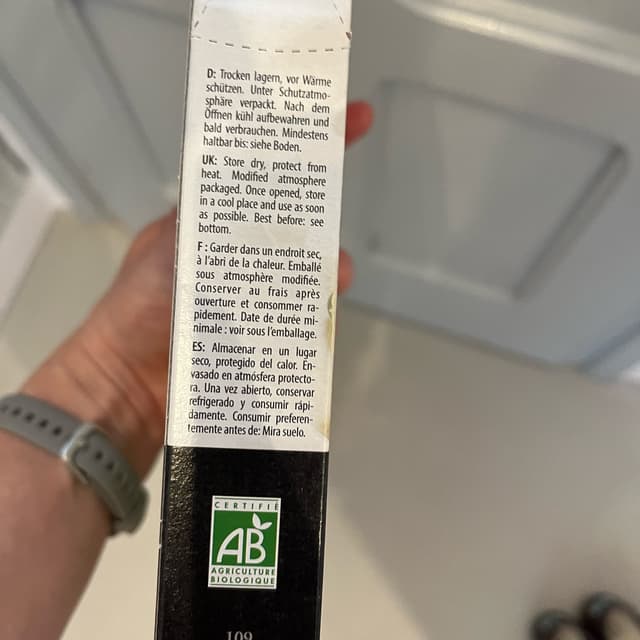 D: Trocken lagern, vor Wärme
schützen. Unter Schutzatmo-
sphäre verpackt. Nach dem
Öffnen kühl aufbewahren und
bald verbrauchen. Mindestens
haltbar bis: siehe Boden.
UK: Store dry, protect from
heat. Modified atmosphere
packaged. Once opened, store
in a cool place and use as soon
as possible. Best before: see
bottom.
F : Garder dans un endroit sec,
à l'abri de la chaleur. Emballé
sous atmosphère modifiée.
Conserver au frais après
ouverture et consommer ra-
pidement. Date de durée mi-
nimale : voir sous l'emballage.
ES: Almacenar en un lugar
seco, protegido del calor. En-
vasado en atmósfera protecto-
ra. Una vez abierto, conservar
refrigerado y consumir rápi-
damente. Consumir preferen-
temente antes de: Mira suelo.
CERTIFIÉ
AB
AGRICULTURE
BIOLOGIQUE
109